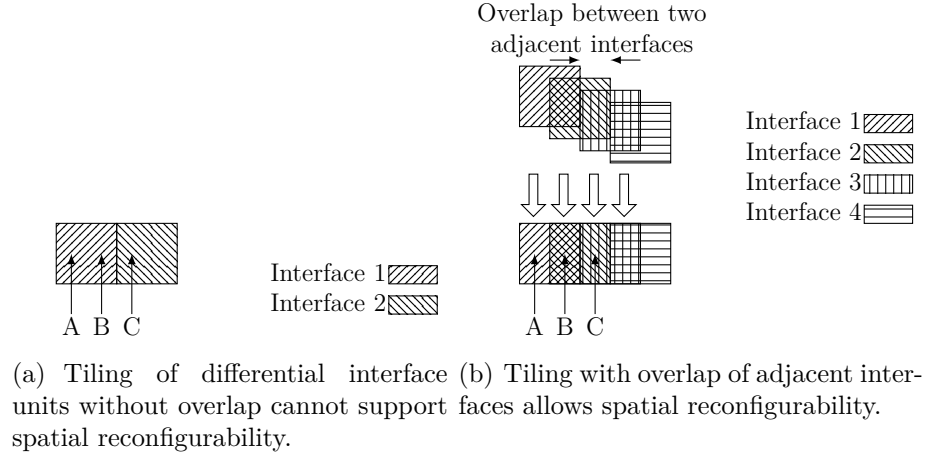 Overlap between two
adjacent interfaces
Interface 1
Interface 2
Interface 3
Interface 4
Interface 1
Interface 2
A B C
A B C
(a) Tiling of differential interface
units without overlap cannot support
spatial reconfigurability.
(b) Tiling with overlap of adjacent inter-
faces allows spatial reconfigurability.